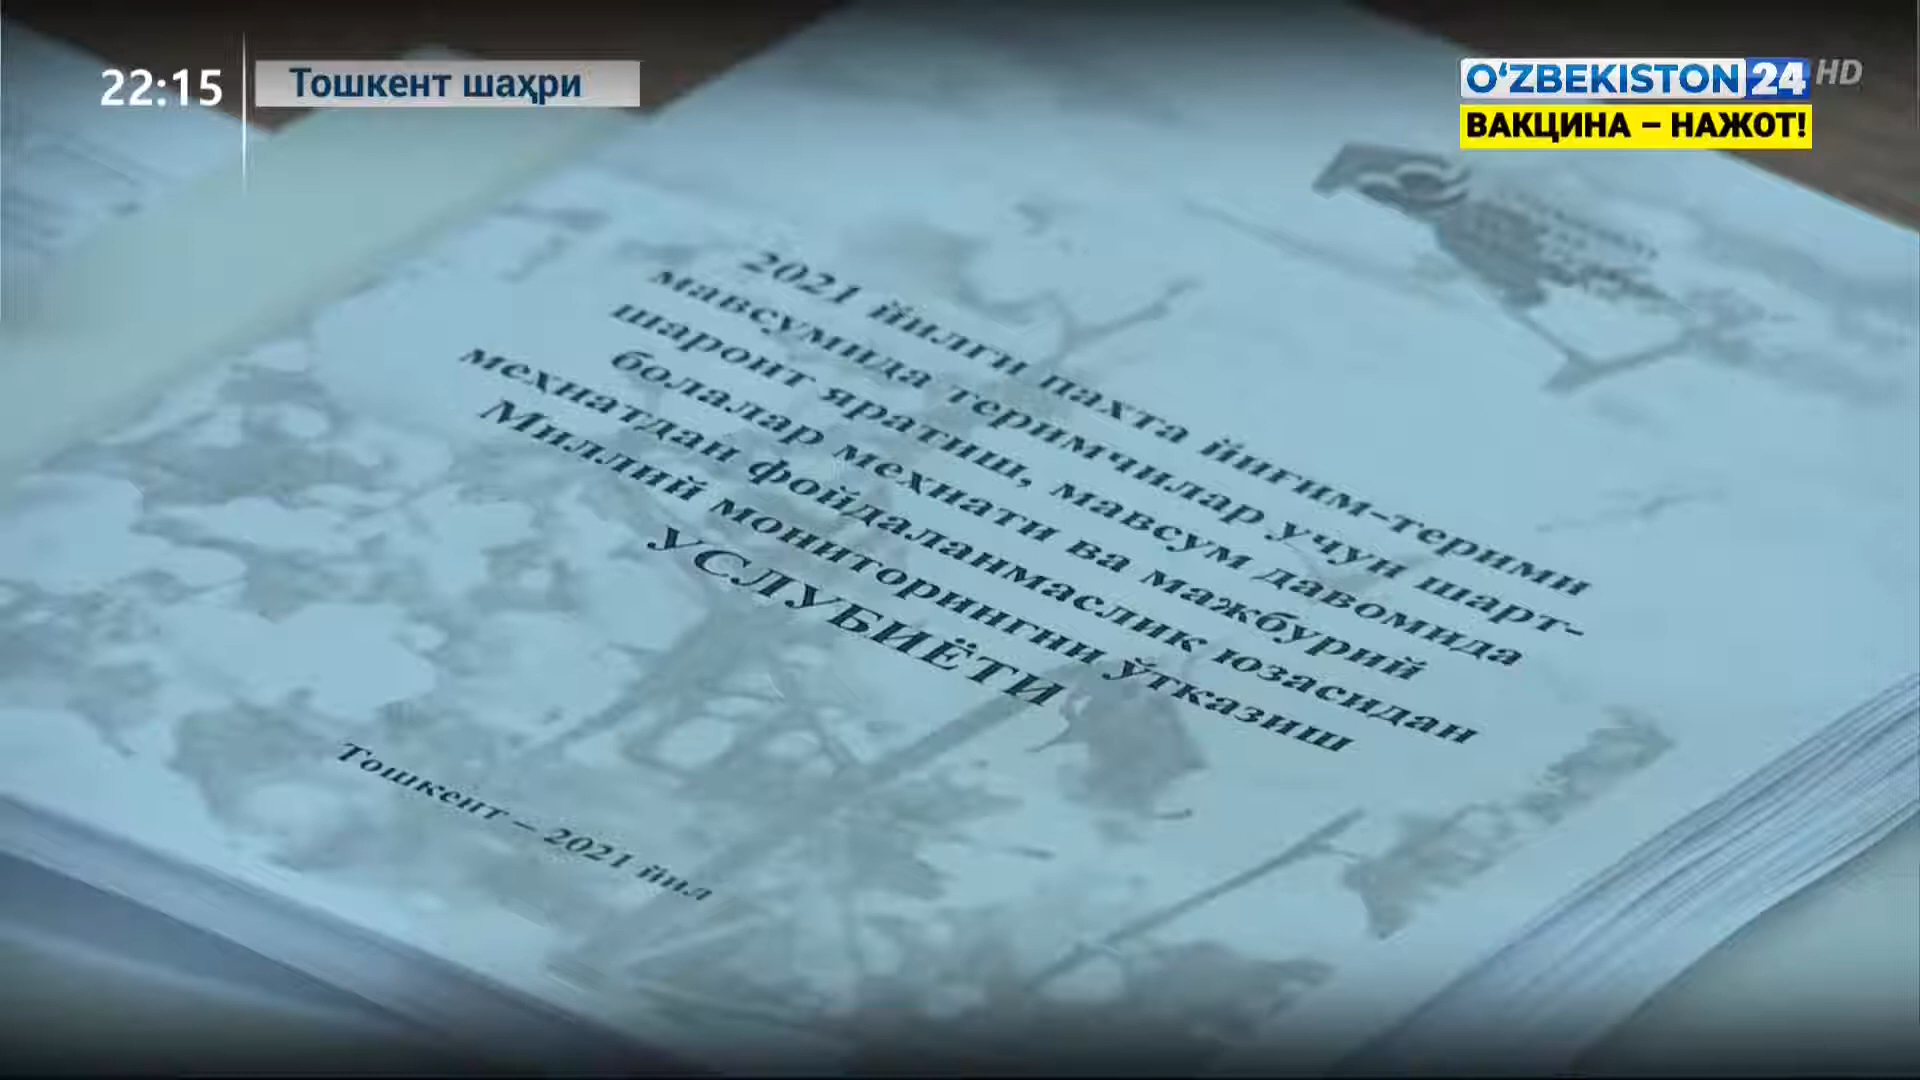 22:15
Тошкент шаҳри
O‘ZBEKISTON 24 HD
ВАКЦИНА – НАЖОТ!
2021 йилги пахта йиғим-терими
мавсумида теримчилар учун шарт-
шароит яратиш, мавсум давомида
болалар меҳнати ва мажбурий
меҳнатдан фойдаланмаслик юзасидан
Миллий мониторингни ўтказиш
УСЛУБИЁТИ
Тошкент – 2021 йил